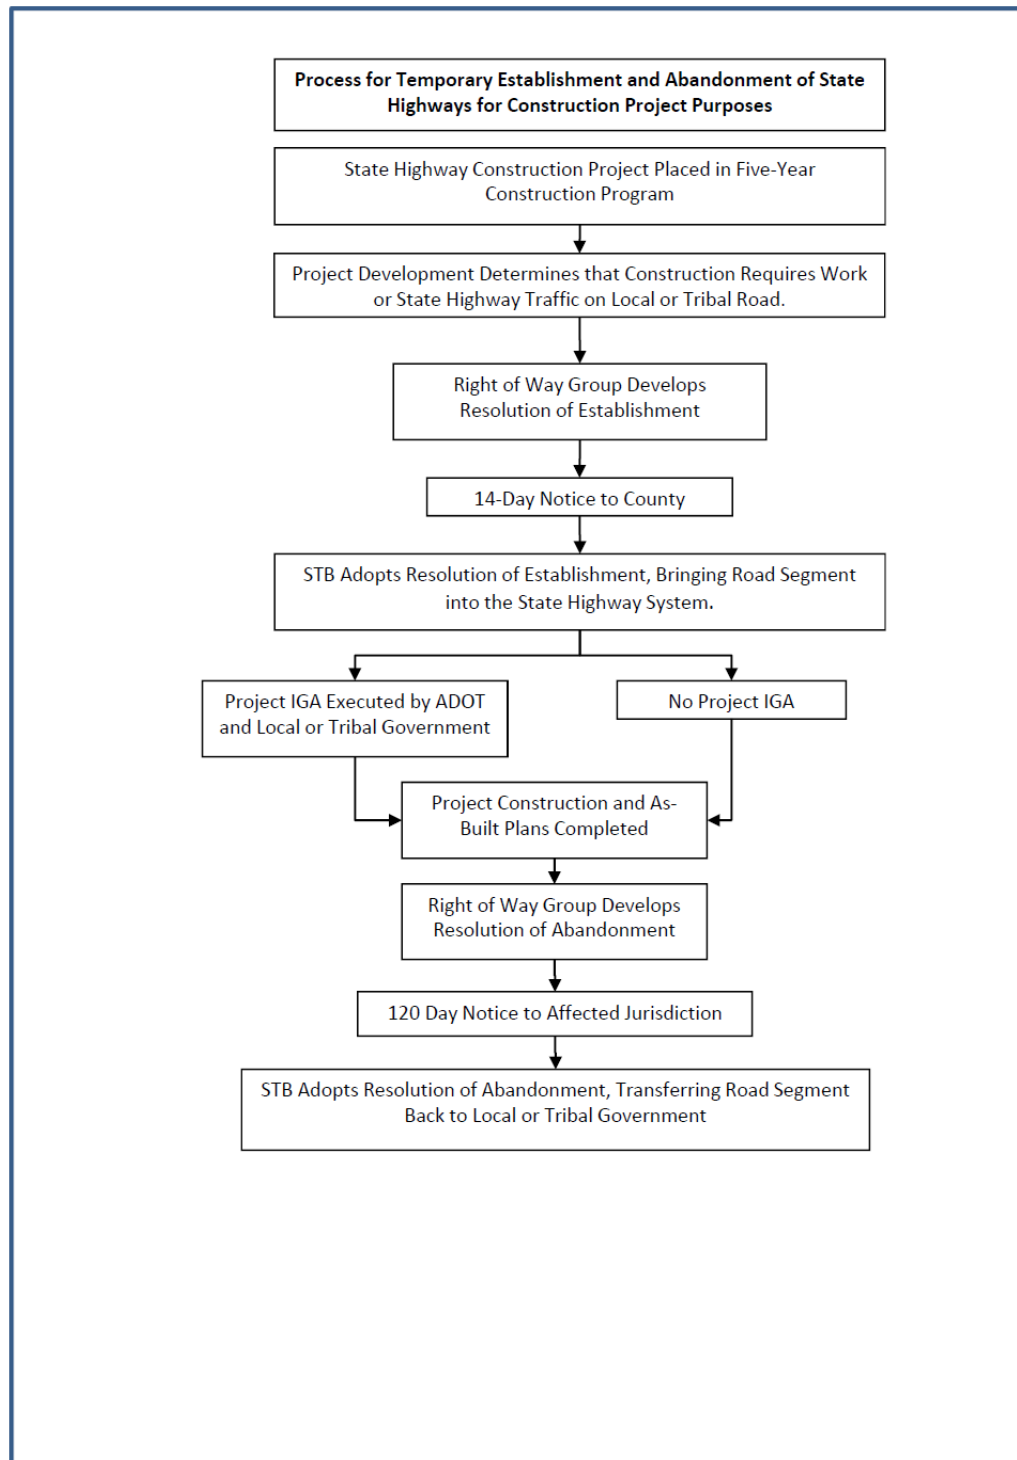 Process for Temporary Establishment and Abandonment of State
Highways for Construction Project Purposes
State Highway Construction Project Placed in Five-Year
Construction Program
Project Development Determines that Construction Requires Work
or State Highway Traffic on Local or Tribal Road.
Right of Way Group Develops
Resolution of Establishment
14-Day Notice to County
STB Adopts Resolution of Establishment, Bringing Road Segment
into the State Highway System.
Project IGA Executed by ADOT
and Local or Tribal Government
No Project IGA
Project Construction and As-
Built Plans Completed
Right of Way Group Develops
Resolution of Abandonment
120 Day Notice to Affected Jurisdiction
STB Adopts Resolution of Abandonment, Transferring Road Segment
Back to Local or Tribal Government